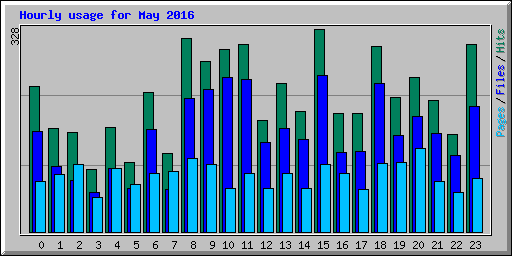 Hourly usage for May 2016
328
Pages / Files / Hits
0 1 2 3 4 5 6 7 8 9 10 11 12 13 14 15 16 17 18 19 20 21 22 23